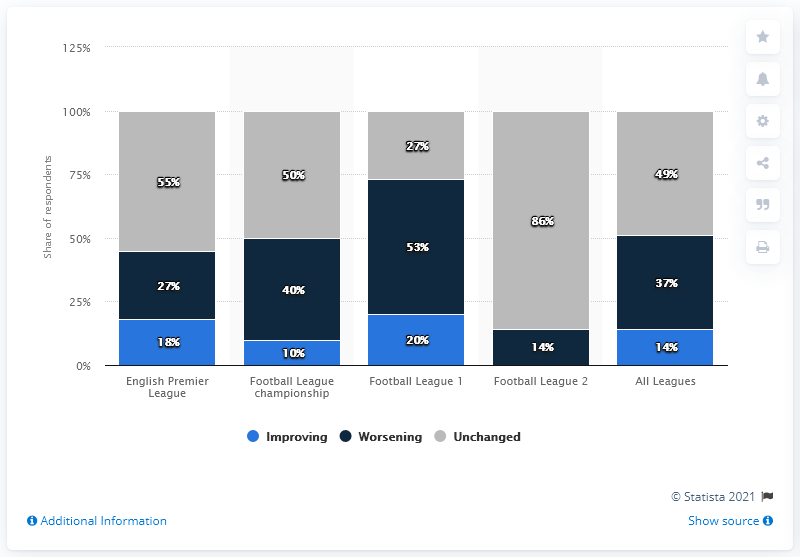 125%
100%
75%
50%
25%
0%
Share of respondents
55%
27%
18%
50%
40%
10%
27%
53%
20%
86%
14%
49%
37%
14%
English Premier
League
Football League
championship
Football League 1
Football League 2
All Leagues
Improving
Worsening
Unchanged
© Statista 2021
Additional Information
Show source